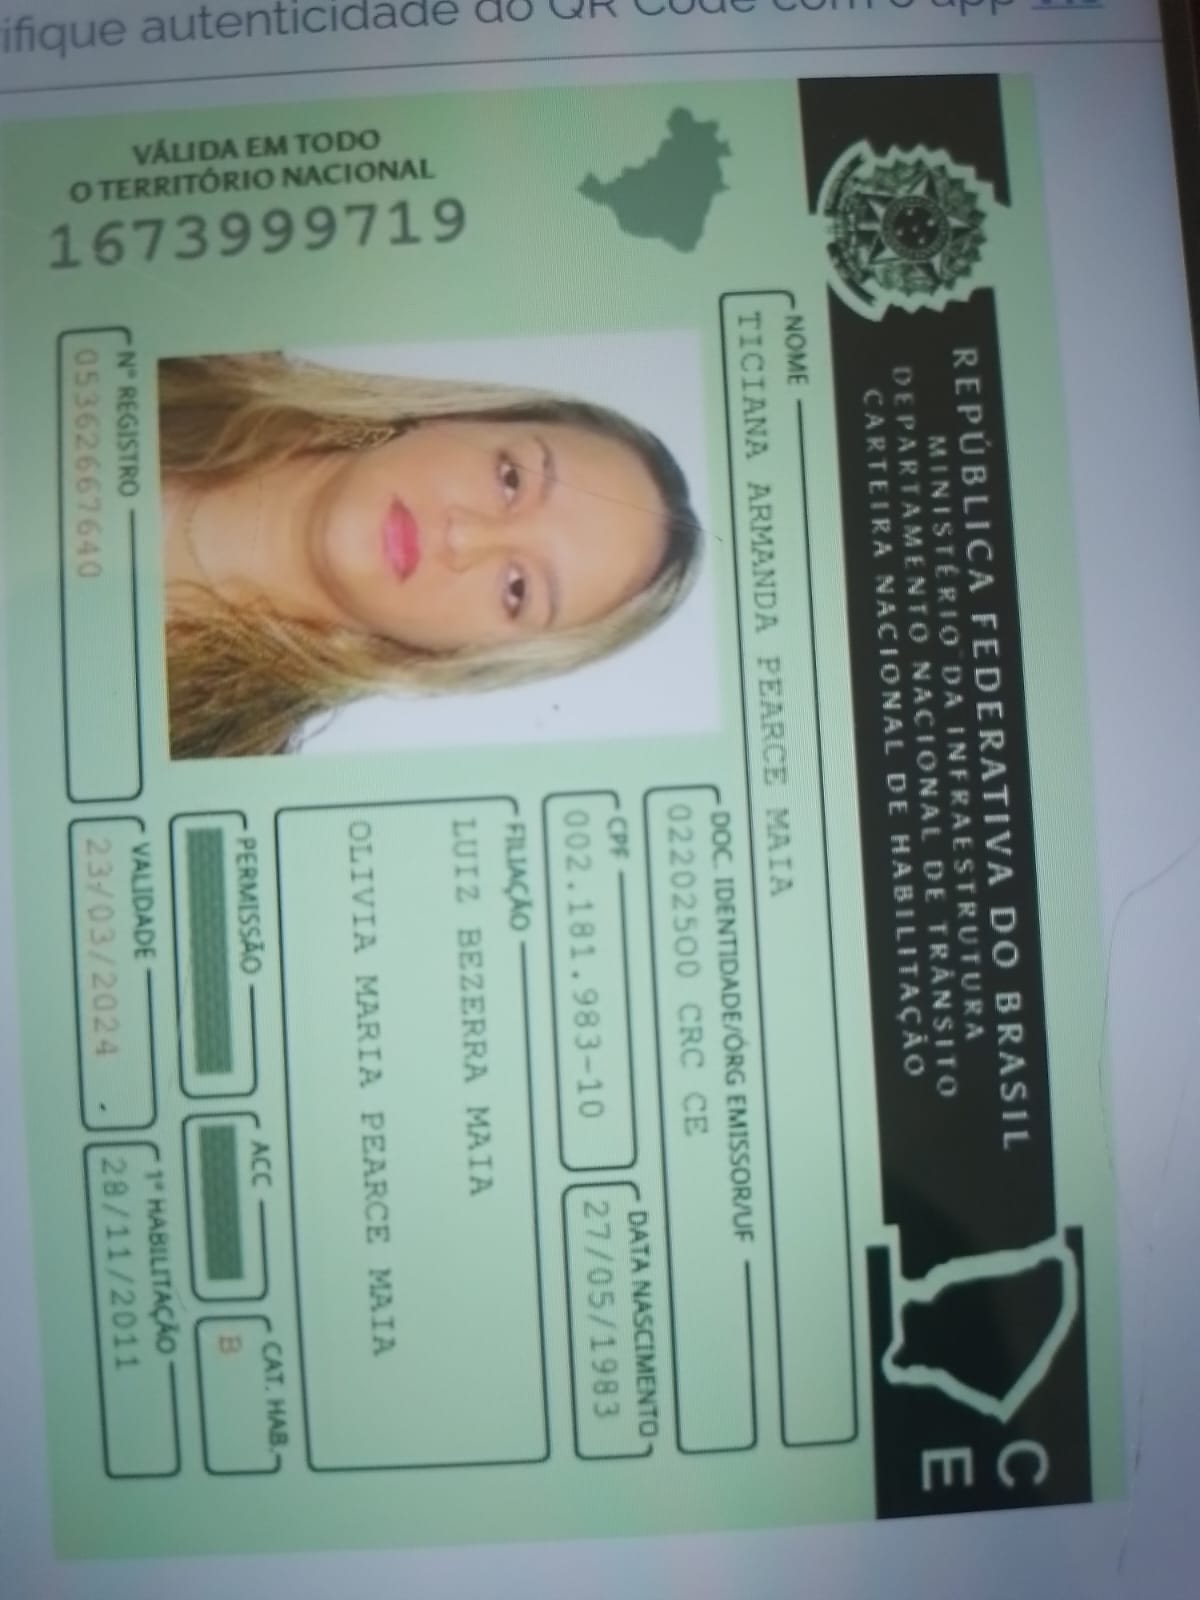 rifique autenticidade do QR Code com o app
REPÚBLICA FEDERATIVA DO BRASIL
MINISTÉRIO DA INFRAESTRUTURA
DEPARTAMENTO NACIONAL DE TRÂNSITO
CARTEIRA NACIONAL DE HABILITAÇÃO
CE
VÁLIDA EM TODO
O TERRITÓRIO NACIONAL
1673999719
NOME
TICIANA ARMANDA PEARCE MAIA
DOC. IDENTIDADE/ÓRG EMISSOR/UF
02202500 CRC CE
CPF
002.181.983-10
DATA NASCIMENTO
27/05/1983
FILIAÇÃO
LUIZ BEZERRA MAIA
OLIVIA MARIA PEARCE MAIA
PERMISSÃO
ACC
CAT. HAB.
B
Nº REGISTRO
05362667640
VALIDADE
23/03/2024
1ª HABILITAÇÃO
28/11/2011